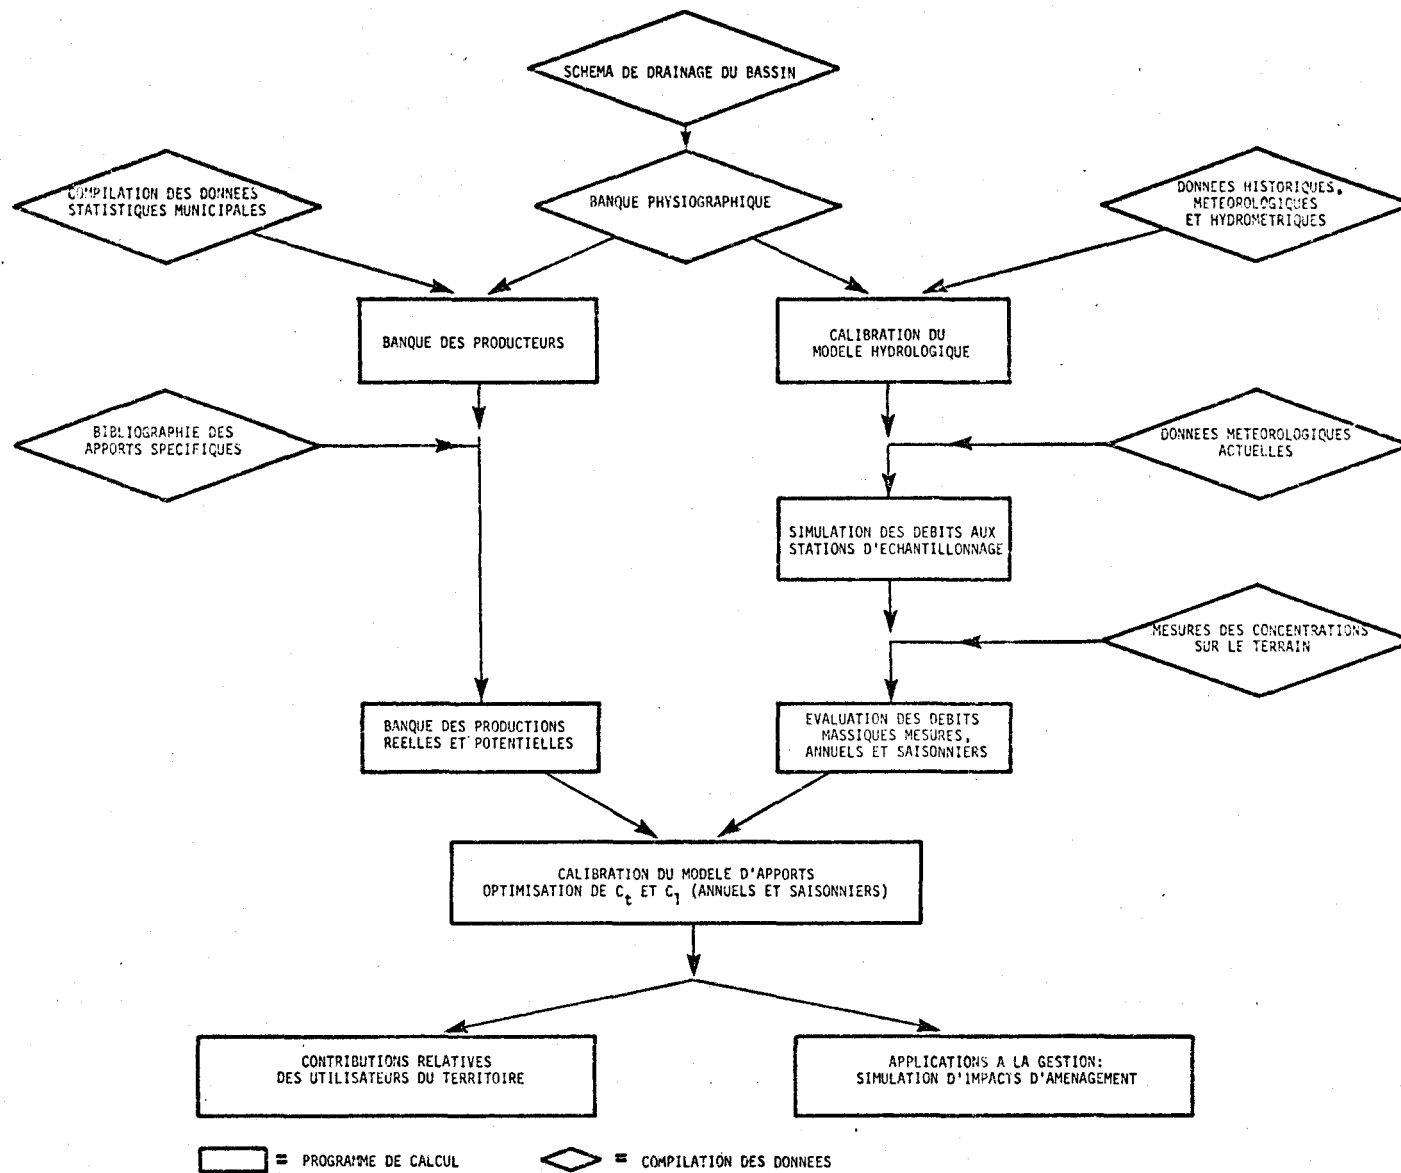 SCHEMA DE DRAINAGE DU BASSIN
COMPILATION DES DONNEES
STATISTIQUES MUNICIPALES
BANQUE PHYSIOGRAPHIQUE
DONNEES HISTORIQUES,
METEOROLOGIQUES
ET HYDROMETRIQUES
BANQUE DES PRODUCTEURS
CALIBRATION DU
MODELE HYDROLOGIQUE
BIBLIOGRAPHIE DES
APPORTS SPECIFIQUES
DONNEES METEOROLOGIQUES
ACTUELLES
SIMULATION DES DEBITS AUX
STATIONS D'ECHANTILLONNAGE
MESURES DES CONCENTRATIONS
SUR LE TERRAIN
BANQUE DES PRODUCTIONS
REELLES ET POTENTIELLES
EVALUATION DES DEBITS
MASSIQUES MESURES,
ANNUELS ET SAISONNIERS
CALIBRATION DU MODELE D'APPORTS
OPTIMISATION DE Ct ET Cl (ANNUELS ET SAISONNIERS)
CONTRIBUTIONS RELATIVES
DES UTILISATEURS DU TERRITOIRE
APPLICATIONS A LA GESTION:
SIMULATION D'IMPACTS D'AMENAGEMENT
= PROGRAMME DE CALCUL
= COMPILATION DES DONNEES